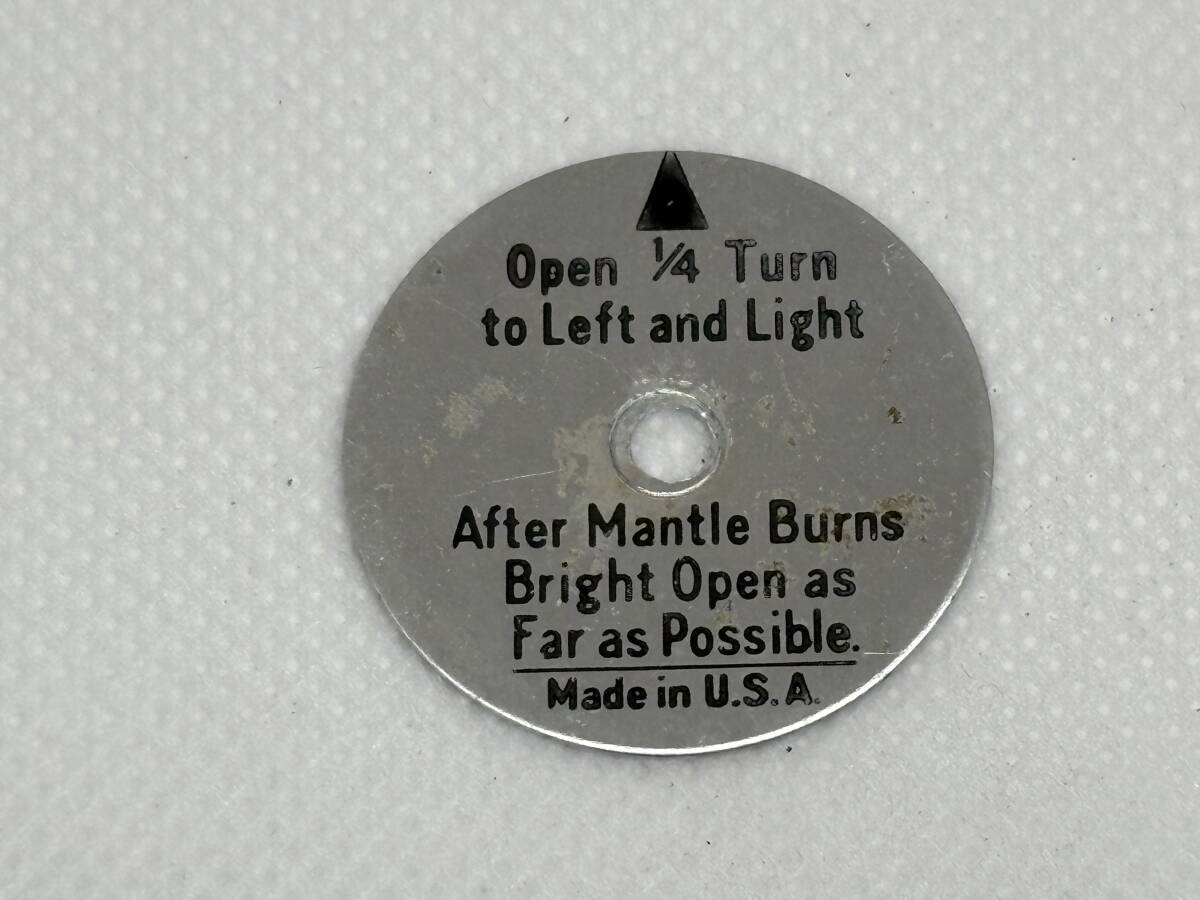 Open ¼ Turn
to Left and Light
After Mantle Burns
Bright Open as
Far as Possible.
Made in U.S.A.